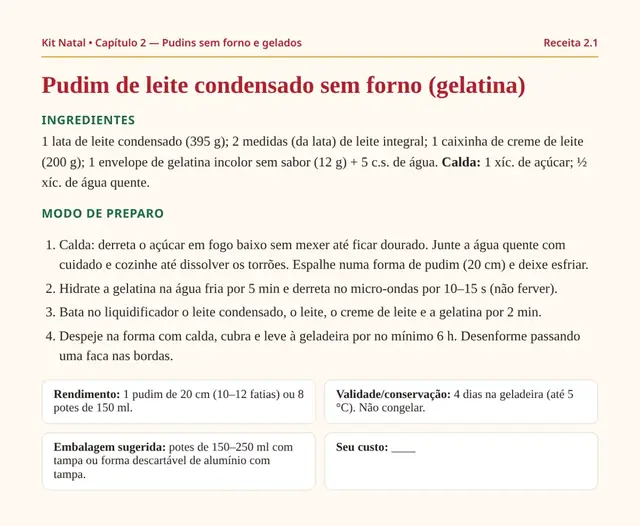 Kit Natal • Capítulo 2 — Pudins sem forno e gelados
Receita 2.1
Pudim de leite condensado sem forno (gelatina)
INGREDIENTES
1 lata de leite condensado (395 g); 2 medidas (da lata) de leite integral; 1 caixinha de creme de leite
(200 g); 1 envelope de gelatina incolor sem sabor (12 g) + 5 c.s. de água. Calda: 1 xíc. de açúcar; ½
xíc. de água quente.
MODO DE PREPARO
1. Calda: derreta o açúcar em fogo baixo sem mexer até ficar dourado. Junte a água quente com
cuidado e cozinhe até dissolver os torrões. Espalhe numa forma de pudim (20 cm) e deixe esfriar.
2. Hidrate a gelatina na água fria por 5 min e derreta no micro-ondas por 10–15 s (não ferver).
3. Bata no liquidificador o leite condensado, o leite, o creme de leite e a gelatina por 2 min.
4. Despeje na forma com calda, cubra e leve à geladeira por no mínimo 6 h. Desenforme passando
uma faca nas bordas.
Rendimento: 1 pudim de 20 cm (10–12 fatias) ou 8
potes de 150 ml.
Validade/conservação: 4 dias na geladeira (até 5
°C). Não congelar.
Embalagem sugerida: potes de 150–250 ml com
tampa ou forma descartável de alumínio com
tampa.
Seu custo: ____